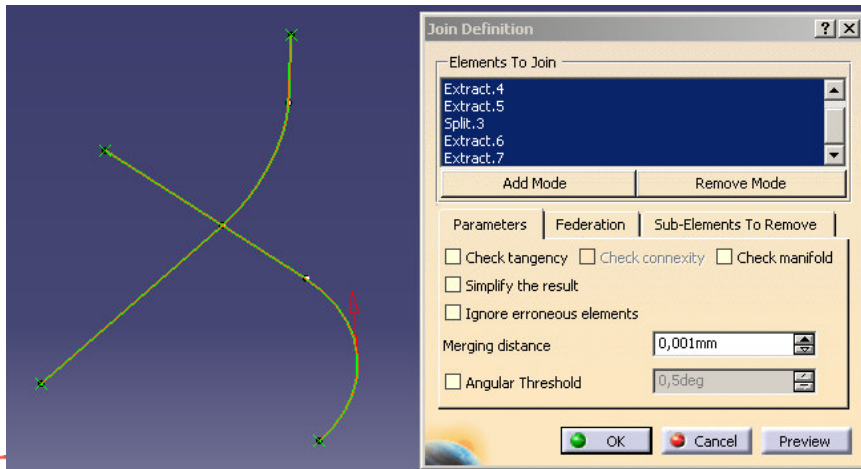 Join Definition
Elements To Join
Extract.4
Extract.5
Split.3
Extract.6
Extract.7
Add Mode Remove Mode
Parameters Federation Sub-Elements To Remove
Check tangency Check connexity Check manifold
Simplify the result
Ignore erroneous elements
Merging distance 0,001mm
Angular Threshold 0,5deg
OK Cancel Preview